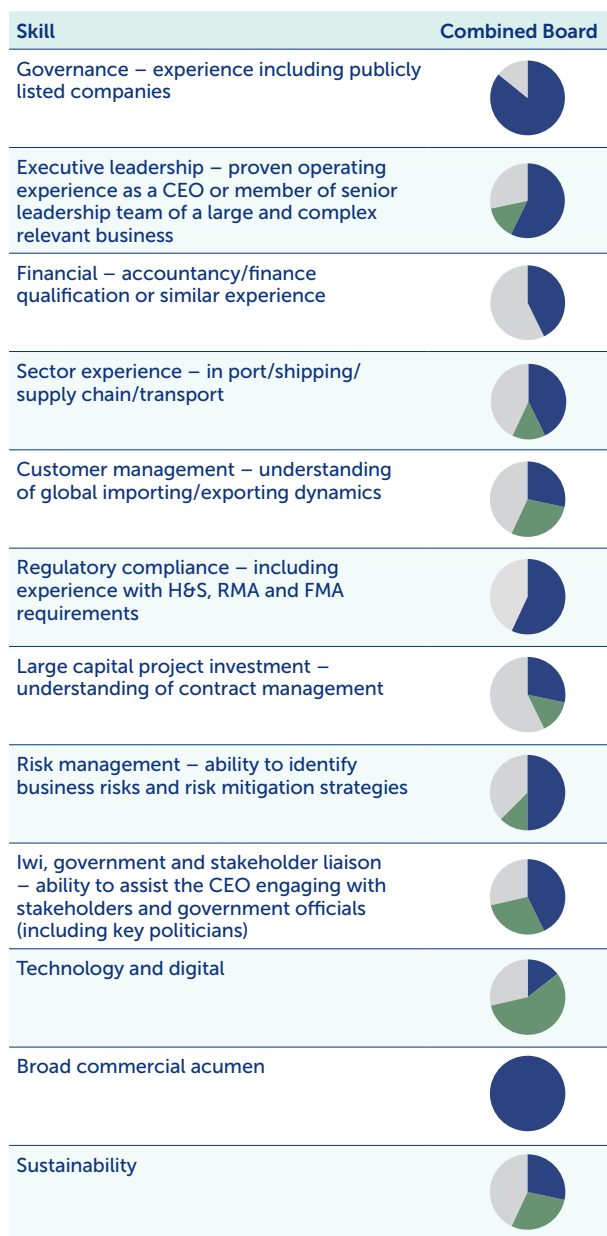 Skill Combined Board
Governance – experience including publicly
listed companies
Executive leadership – proven operating
experience as a CEO or member of senior
leadership team of a large and complex
relevant business
Financial – accountancy/finance
qualification or similar experience
Sector experience – in port/shipping/
supply chain/transport
Customer management – understanding
of global importing/exporting dynamics
Regulatory compliance – including
experience with H&S, RMA and FMA
requirements
Large capital project investment –
understanding of contract management
Risk management – ability to identify
business risks and risk mitigation strategies
Iwi, government and stakeholder liaison
– ability to assist the CEO engaging with
stakeholders and government officials
(including key politicians)
Technology and digital
Broad commercial acumen
Sustainability